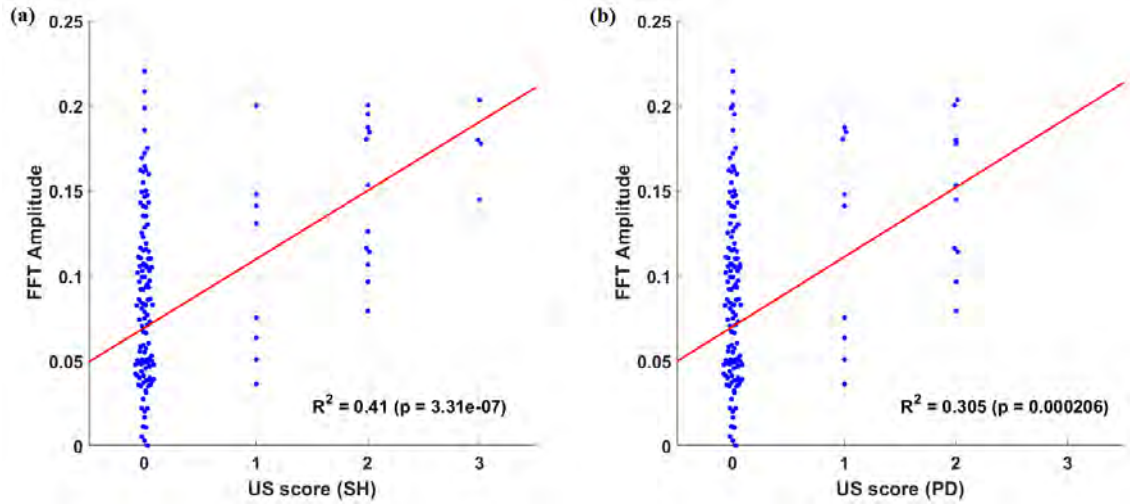 (a)
0.25
0.2
0.15
0.1
0.05
0
FFT Amplitude
0 1 2 3
US score (SH)
R² = 0.41 (p = 3.31e-07)
(b)
0.25
0.2
0.15
0.1
0.05
0
FFT Amplitude
0 1 2 3
US score (PD)
R² = 0.305 (p = 0.000206)